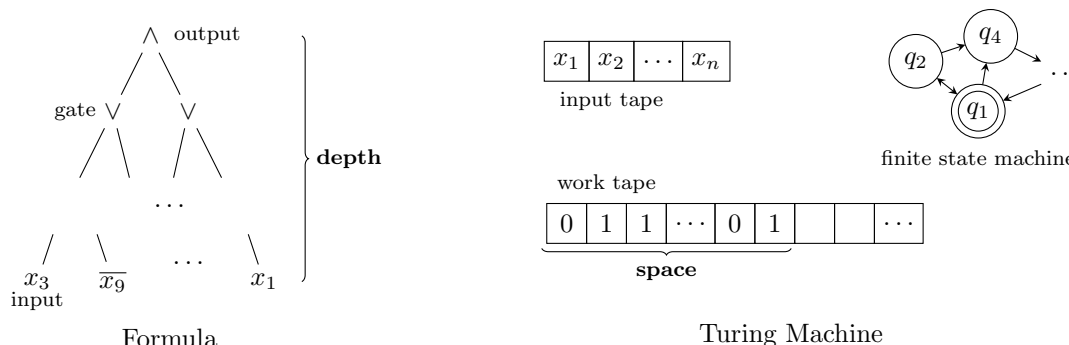 ∧ output
gate ∨ ∨
depth
⋯
x₃ x̅₉ ⋯ x₁
input
Formula
x₁ x₂ ⋯ xₙ
input tape
q₂ q₄
q₁
finite state machine
work tape
0 1 1 ⋯ 0 1 ⋯
space
Turing Machine